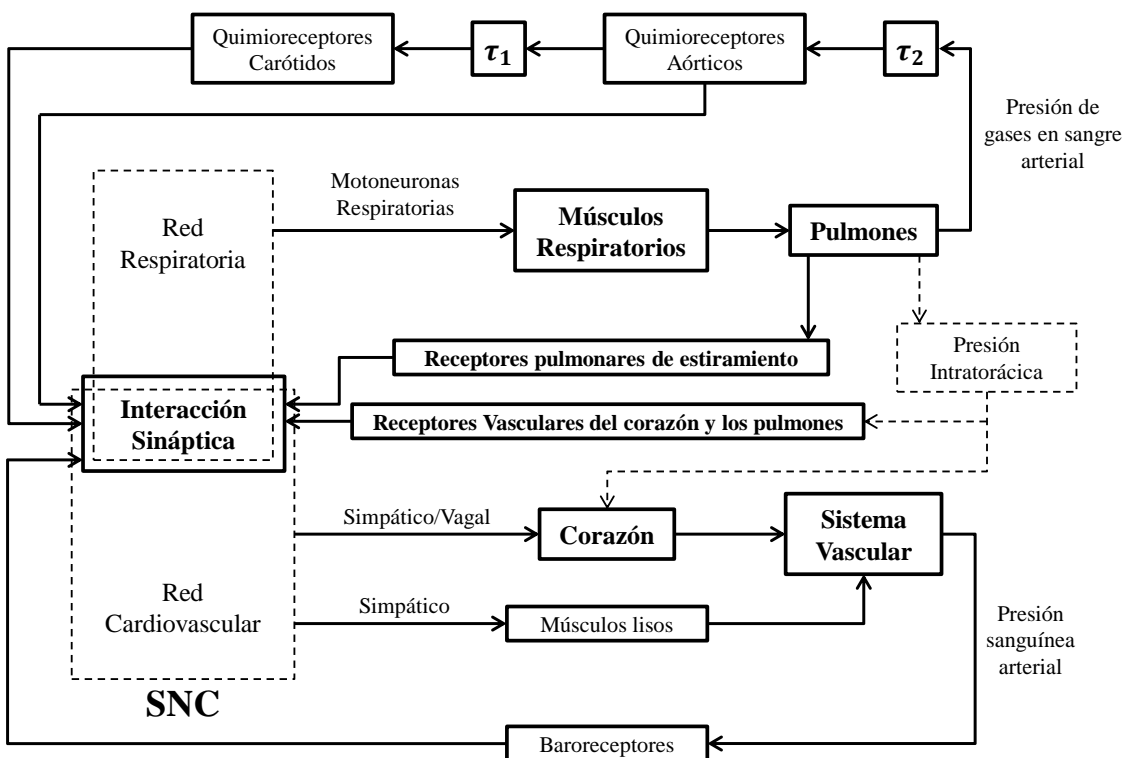 Quimioreceptores
Carótidos
τ₁
Quimioreceptores
Aórticos
τ₂
Presión de
gases en sangre
arterial
Red
Respiratoria
Motoneuronas
Respiratorias
Músculos
Respiratorios
Pulmones
Receptores pulmonares de estiramiento
Presión
Intratorácica
Interacción
Sináptica
Receptores Vasculares del corazón y los pulmones
Simpático/Vagal
Corazón
Sistema
Vascular
Red
Cardiovascular
Simpático
Músculos lisos
Presión
sanguínea
arterial
SNC
Baroreceptores